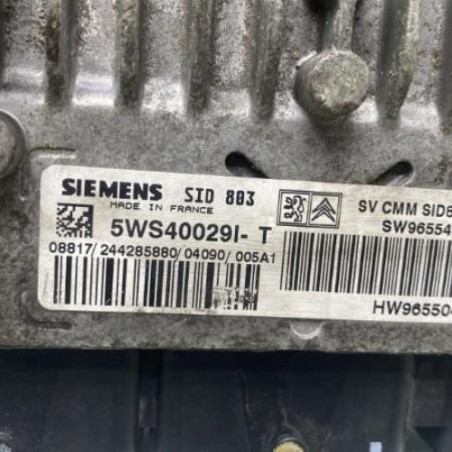 SIEMENS SID 803
MADE IN FRANCE
5WS40029I- T
08817/244285880/04090/005A1
SV CMM SID
SW96554
HW96550